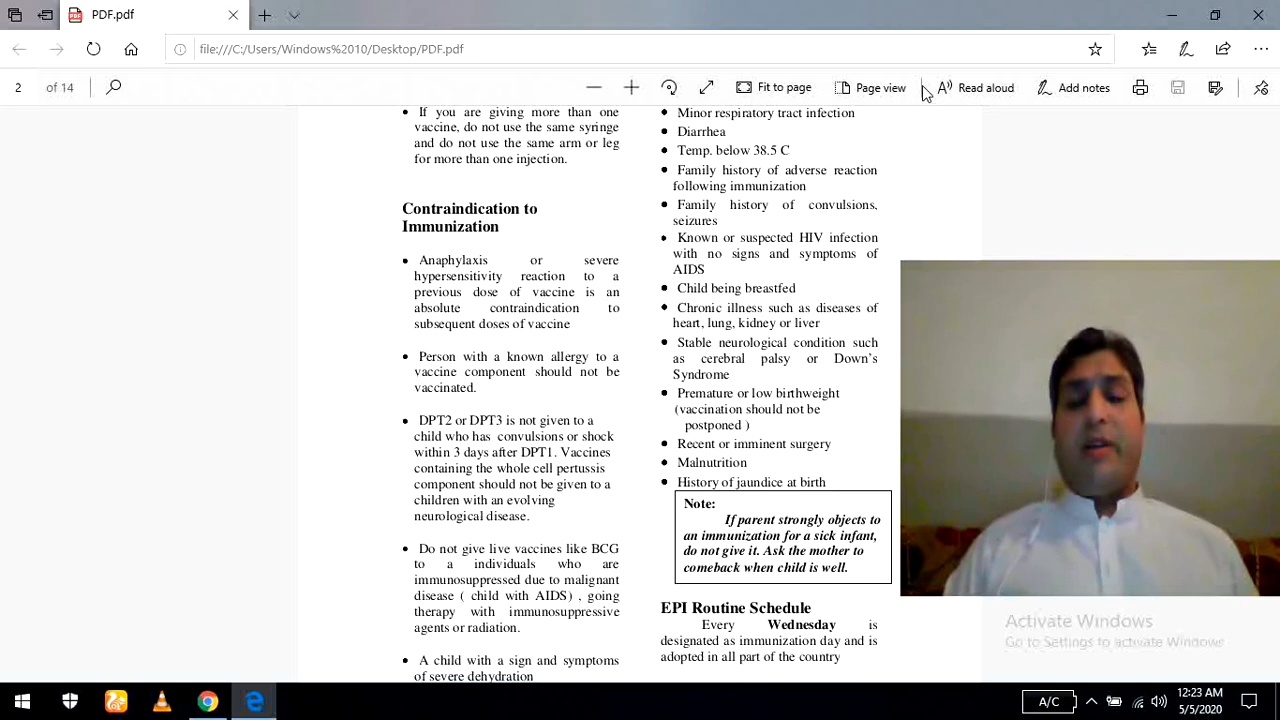 PDF.pdf
file:///C:/Users/Windows%2010/Desktop/PDF.pdf
2 of 14
Fit to page
Page view
Read aloud
Add notes
If you are giving more than one
vaccine, do not use the same syringe
and do not use the same arm or leg
for more than one injection.
Contraindication to
Immunization
Anaphylaxis or severe
hypersensitivity reaction to a
previous dose of vaccine is an
absolute contraindication to
subsequent doses of vaccine
Person with a known allergy to a
vaccine component should not be
vaccinated.
DPT2 or DPT3 is not given to a
child who has convulsions or shock
within 3 days after DPT1. Vaccines
containing the whole cell pertussis
component should not be given to a
children with an evolving
neurological disease.
Do not give live vaccines like BCG
to a individuals who are
immunosuppressed due to malignant
disease ( child with AIDS) , going
therapy with immunosuppressive
agents or radiation.
A child with a sign and symptoms
of severe dehydration
Minor respiratory tract infection
Diarrhea
Temp. below 38.5 C
Family history of adverse reaction
following immunization
Family history of convulsions,
seizures
Known or suspected HIV infection
with no signs and symptoms of
AIDS
Child being breastfed
Chronic illness such as diseases of
heart, lung, kidney or liver
Stable neurological condition such
as cerebral palsy or Down's
Syndrome
Premature or low birthweight
(vaccination should not be
postponed )
Recent or imminent surgery
Malnutrition
History of jaundice at birth
Note:
If parent strongly objects to
an immunization for a sick infant,
do not give it. Ask the mother to
comeback when child is well.
EPI Routine Schedule
Every Wednesday is
designated as immunization day and is
adopted in all part of the country
Activate Windows
Go to Settings to activate Windows
A/C
12:23 AM
5/5/2020